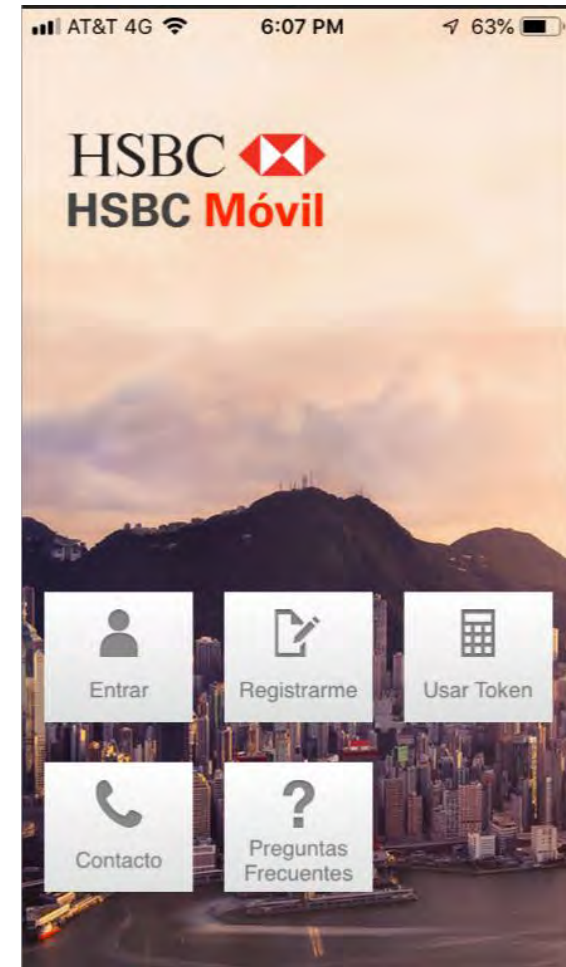 AT&T 4G 6:07 PM 63%
HSBC
HSBC Móvil
Entrar Registrarme Usar Token
Contacto Preguntas
Frecuentes